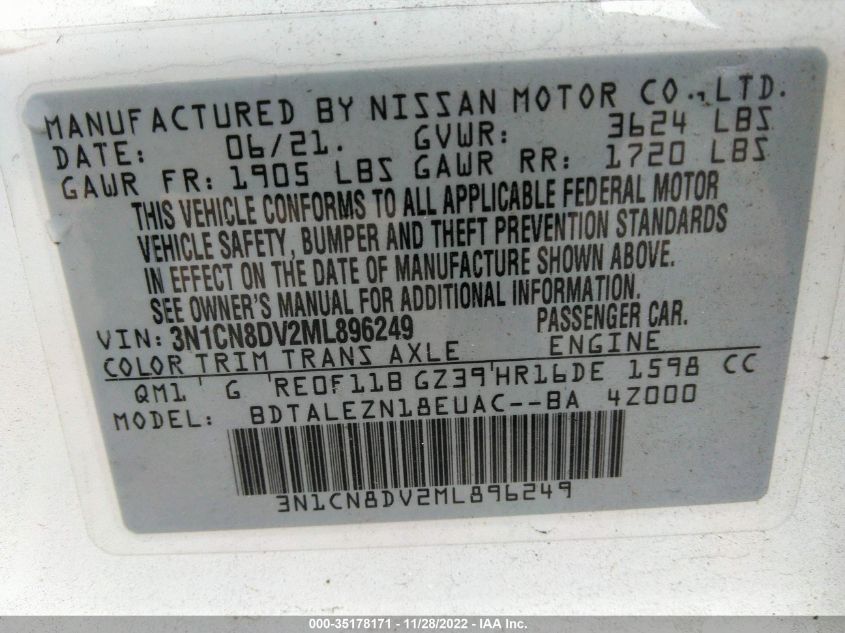 MANUFACTURED BY NISSAN MOTOR CO., LTD.
DATE: 06/21. GVWR: 3624 LBS
GAWR FR: 1905 LBS GAWR RR: 1720 LBS
THIS VEHICLE CONFORMS TO ALL APPLICABLE FEDERAL MOTOR
VEHICLE SAFETY, BUMPER AND THEFT PREVENTION STANDARDS
IN EFFECT ON THE DATE OF MANUFACTURE SHOWN ABOVE.
SEE OWNER'S MANUAL FOR ADDITIONAL INFORMATION.
VIN: 3N1CN8DV2ML896249 PASSENGER CAR.
COLOR TRIM TRANS AXLE ENGINE
QM1 ' G 'RE0F11B GZ39'HR16DE 1598 CC
MODEL: BDTALEZN18EUAC--BA 4Z000
3N1CN8DV2ML896249
000-35178171 - 11/28/2022 - IAA Inc.